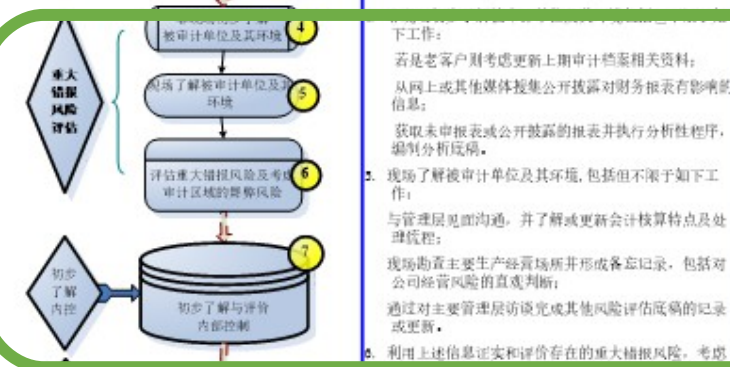 被审计单位及其环境
4
重大
错报
风险
评估
现场了解被审计单位及其
环境
5
6
评估重大错报风险及考虑
审计区域的舞弊风险
7
初步
了解
内控
初步了解与评价
内部控制
下工作:
若是老客户则考虑更新上期审计档案相关资料;
从网上或其他媒体搜集公开披露对财务报表有影响的
信息;
获取未审报表或公开披露的报表并执行分析性程序,
编制分析底稿。
5. 现场了解被审计单位及其环境,包括但不限于如下工
作:
与管理层见面沟通,并了解或更新会计核算特点及处
理流程;
现场勘查主要生产经营场所并形成备忘记录,包括对
公司经营风险的直观判断;
通过对主要管理层访谈完成其他风险评估底稿的记录
或更新。
6. 利用上述信息证实和评价存在的重大错报风险,考虑